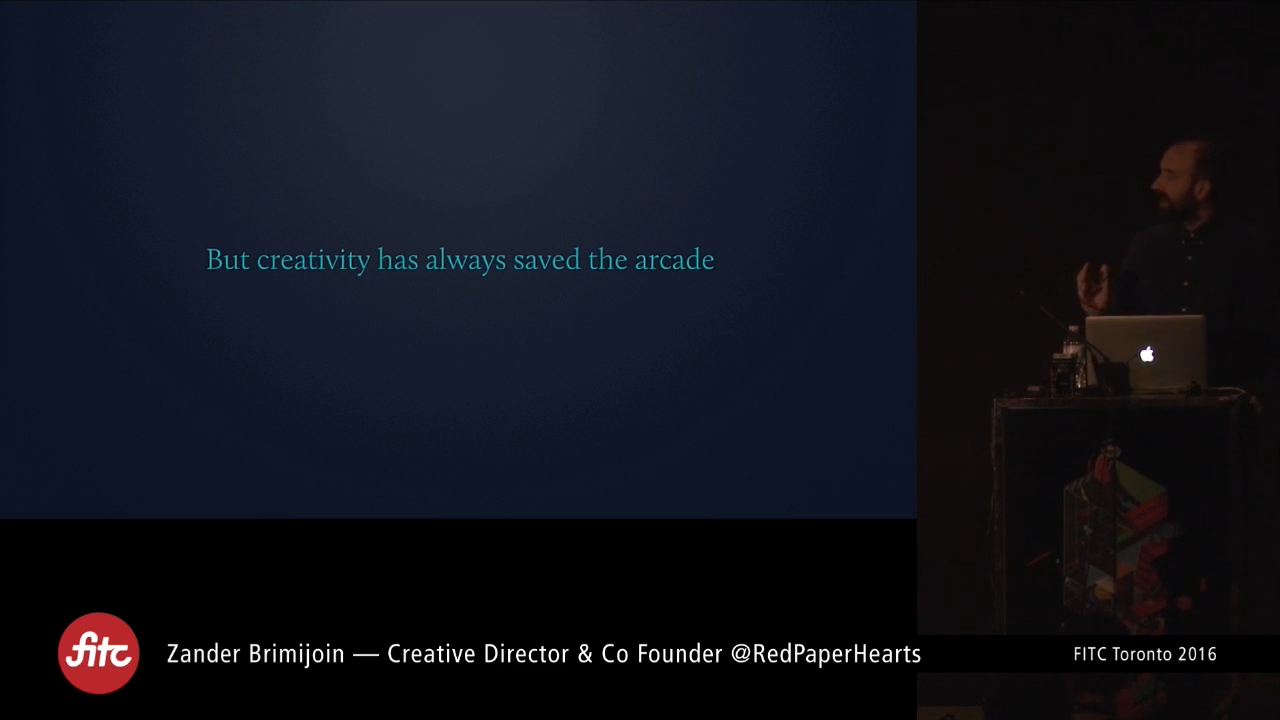 But creativity has always saved the arcade
fitc
Zander Brimijoin — Creative Director & Co Founder @RedPaperHearts
FITC Toronto 2016